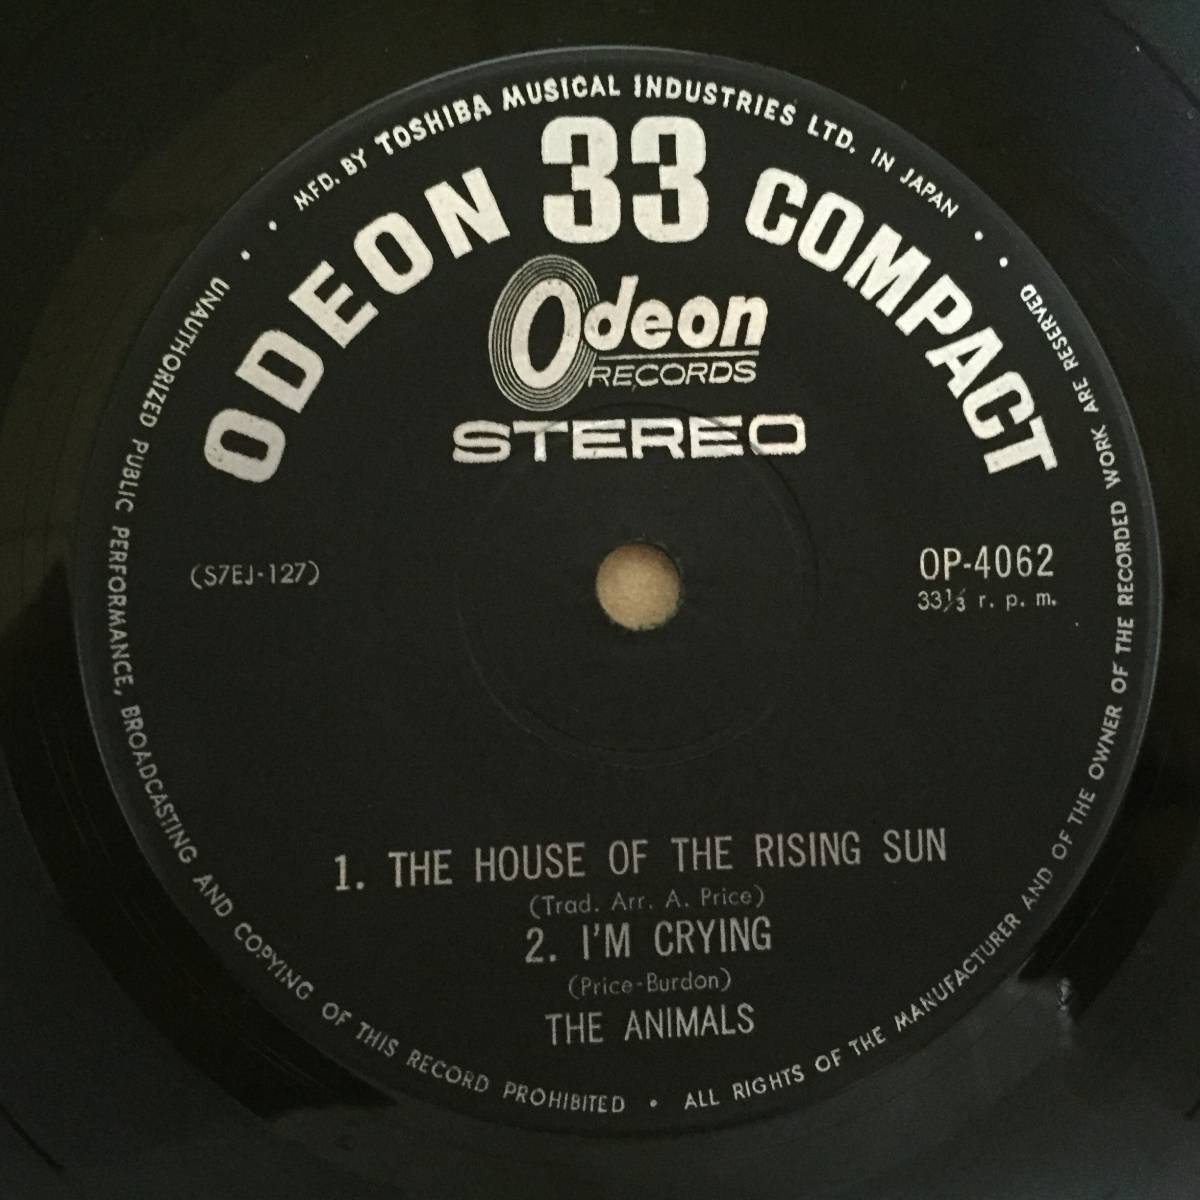 MFD. BY TOSHIBA MUSICAL INDUSTRIES LTD. IN JAPAN
ODEON 33 COMPACT
Odeon
RECORDS
STEREO
(S7EJ-127)
OP-4062
33⅓ r. p. m.
1. THE HOUSE OF THE RISING SUN
(Trad. Arr. A. Price)
2. I'M CRYING
(Price-Burdon)
THE ANIMALS
UNAUTHORIZED PUBLIC PERFORMANCE, BROADCASTING AND COPYING OF THIS RECORD PROHIBITED • ALL RIGHTS OF THE MANUFACTURER AND OF THE OWNER OF THE RECORDED WORK ARE RESERVED